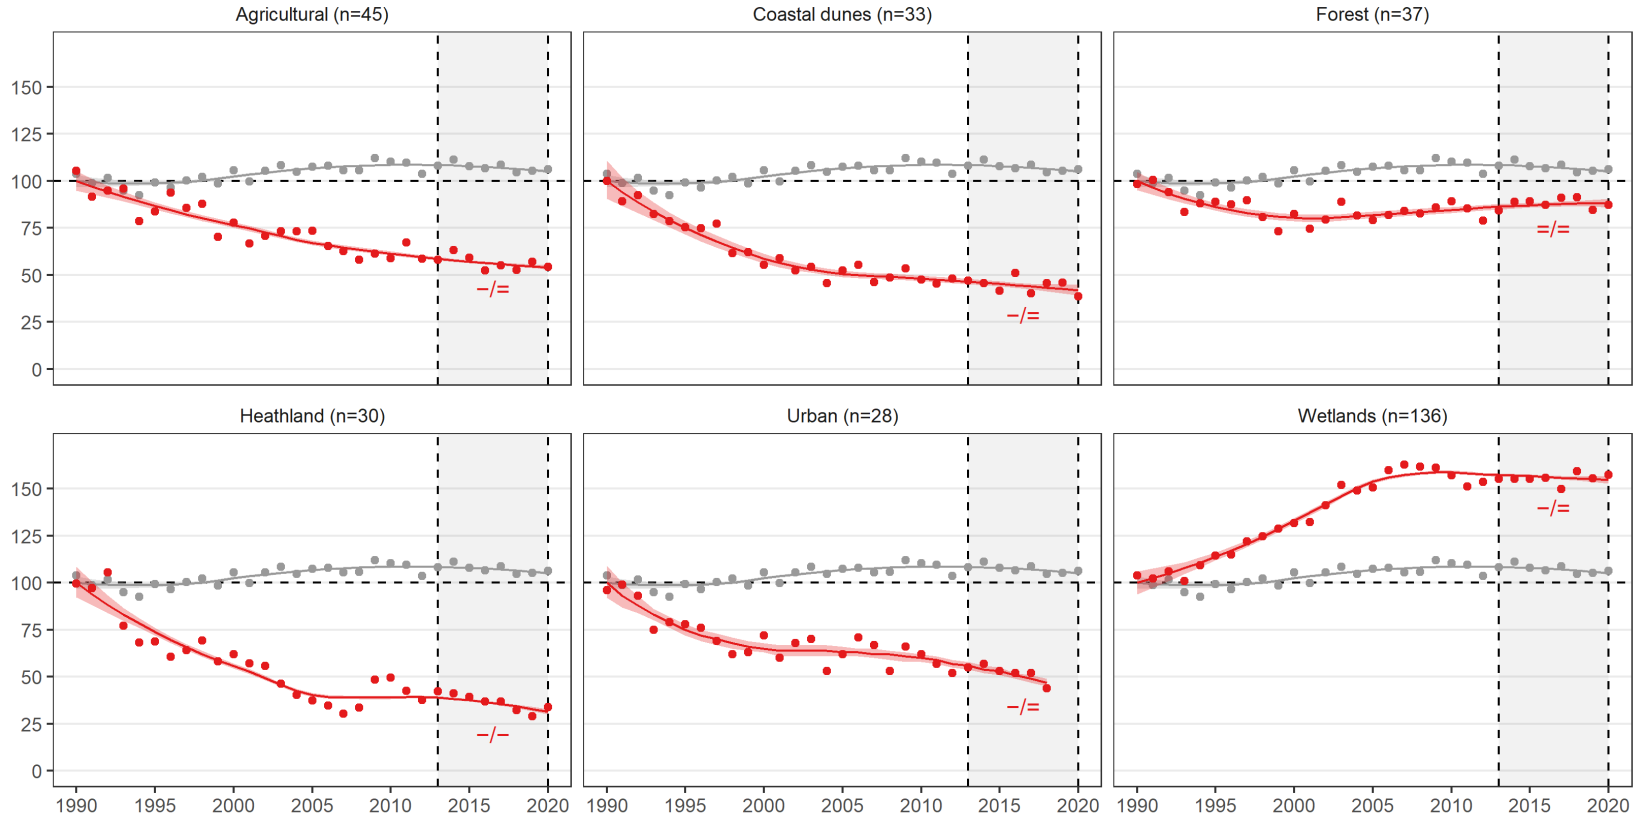 Agricultural (n=45)
Coastal dunes (n=33)
Forest (n=37)
150
125
100
75
50
25
0
−/=
−/=
=/=
Heathland (n=30)
Urban (n=28)
Wetlands (n=136)
150
125
100
75
50
25
0
−/−
−/=
−/=
1990 1995 2000 2005 2010 2015 2020
1990 1995 2000 2005 2010 2015 2020
1990 1995 2000 2005 2010 2015 2020